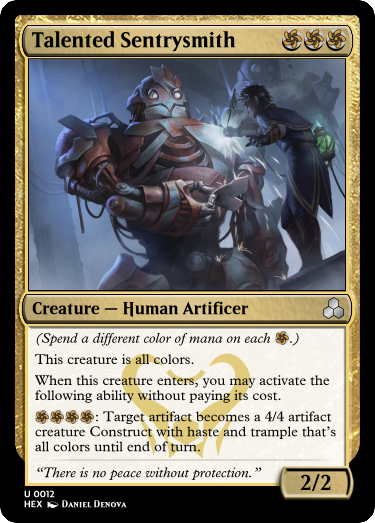 Talented Sentrysmith
Creature — Human Artificer
(Spend a different color of mana on each .)
This creature is all colors.
When this creature enters, you may activate the
following ability without paying its cost.
: Target artifact becomes a 4/4 artifact
creature Construct with haste and trample that's
all colors until end of turn.
“There is no peace without protection.”
2/2
U 0012
HEX Daniel Denova